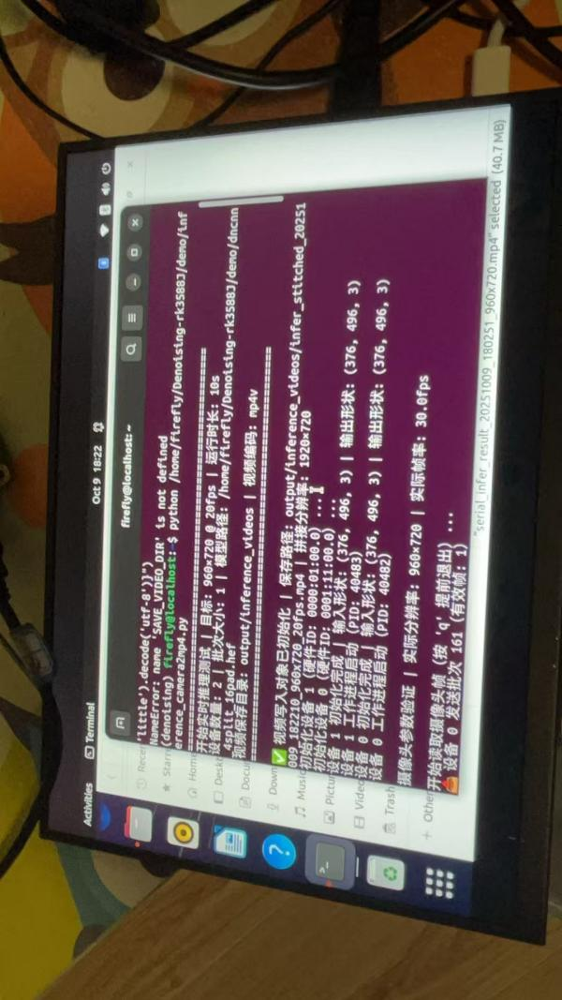 Activities
Terminal
Oct 9 18:22
firefly@localhost: ~
'little').decode('utf-8')}")
NameError: name 'SAVE_VIDEO_DIR' is not defined
(denoising) firefly@localhost:~$ python /home/firefly/Denoising-rk3588J/demo/inf
erence_camera2mp4.py
开始实时推理测试 | 目标: 960×720 @ 20fps | 运行时长: 10s
设备数量: 2 | 批次大小: 1 | 模型路径: /home/firefly/Denoising-rk3588J/demo/dncnn
_4split_16pad.hef
视频保存目录: output/inference_videos | 视频编码: mp4v
✅ 视频写入对象已初始化 | 保存路径: output/inference_videos/infer_stitched_20251
009_182210_960x720_20fps.mp4 | 拼接分辨率: 1920×720
初始化设备 1 (硬件ID: 0000:01:00.0) ...
初始化设备 0 (硬件ID: 0001:11:00.0) ...
设备 1 初始化完成 | 输入形状: (376, 496, 3) | 输出形状: (376, 496, 3)
设备 1 工作进程启动 (PID: 40483)
设备 0 初始化完成 | 输入形状: (376, 496, 3) | 输出形状: (376, 496, 3)
设备 0 工作进程启动 (PID: 40482)
摄像头参数验证 | 实际分辨率: 960×720 | 实际帧率: 30.0fps
开始读取摄像头帧 (按 'q' 提前退出) ...
设备 0 发送批次 161 (有效帧: 1)
Recen
Starr
Home
Deskt
Docu
Down
Music
Pictur
Video
Trash
Other
"serial_infer_result_20251009_180251_960x720.mp4" selected (40.7 MB)